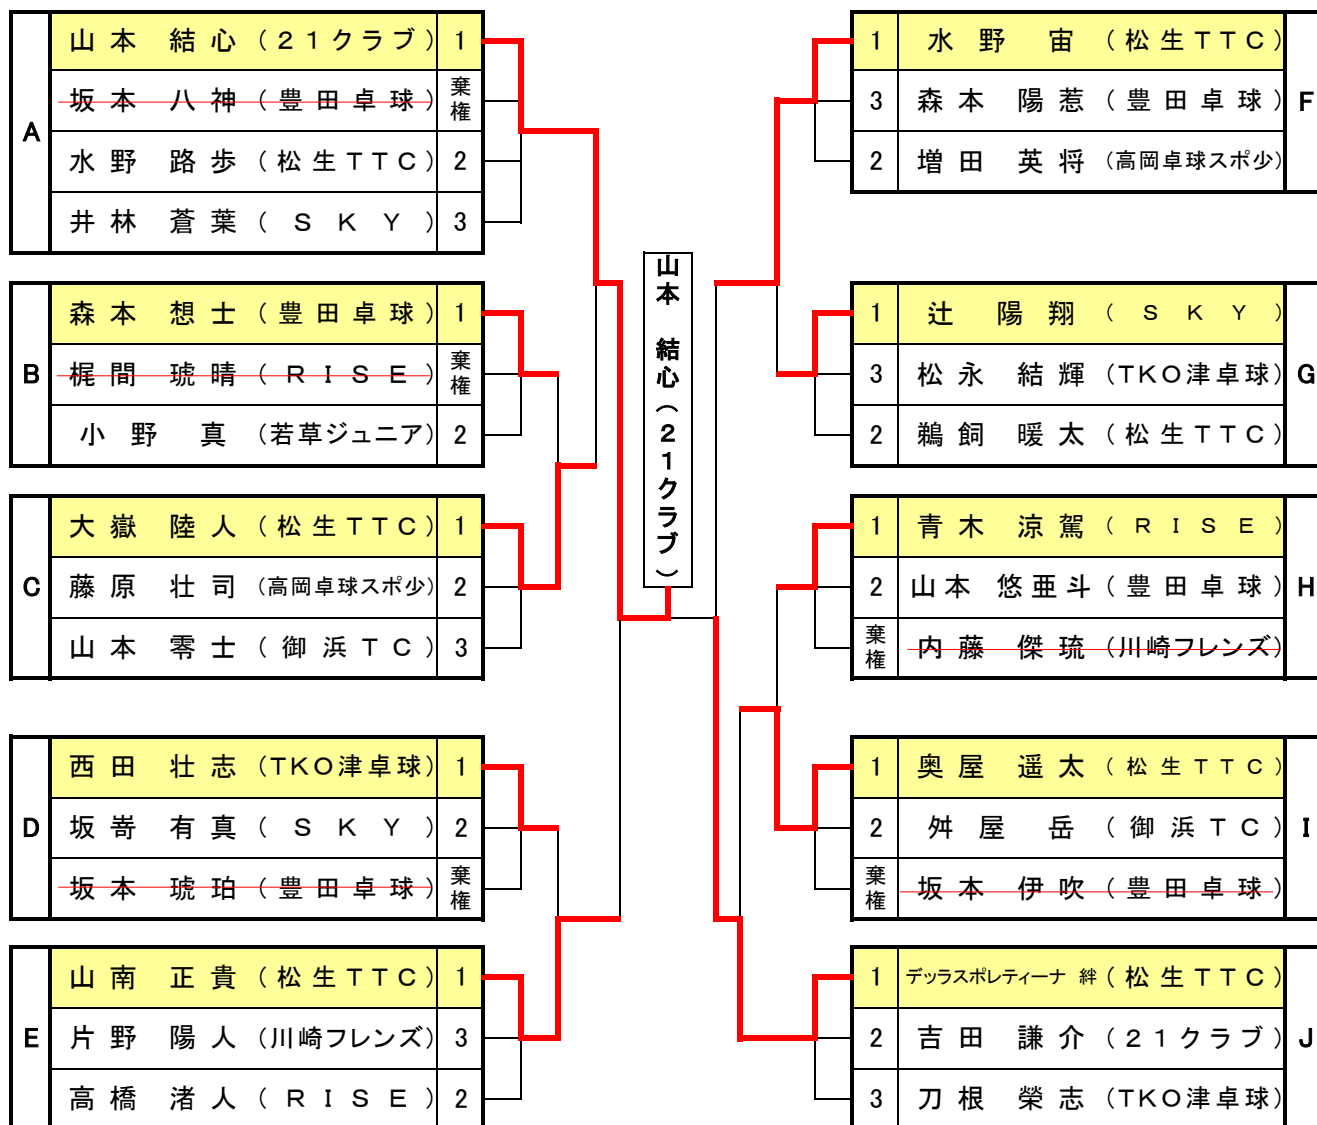 A
山本 結心 (21クラブ) 1
坂本 八神 (豊田卓球) 棄権
水野 路歩 (松生TTC) 2
井林 蒼葉 (SKY) 3
B
森本 想士 (豊田卓球) 1
梶間 琥晴 (RISE) 棄権
小野 真 (若草ジュニア) 2
C
大嶽 陸人 (松生TTC) 1
藤原 壮司 (高岡卓球スポ少) 2
山本 零士 (御浜TC) 3
D
西田 壮志 (TKO津卓球) 1
坂嵜 有真 (SKY) 2
坂本 琥珀 (豊田卓球) 棄権
E
山南 正貴 (松生TTC) 1
片野 陽人 (川崎フレンズ) 3
高橋 渚人 (RISE) 2
山本 結心(21クラブ)
F
1 水野 宙 (松生TTC)
3 森本 陽惹 (豊田卓球)
2 増田 英将 (高岡卓球スポ少)
G
1 辻 陽翔 (SKY)
3 松永 結輝 (TKO津卓球)
2 鵜飼 暖太 (松生TTC)
H
1 青木 涼駕 (RISE)
2 山本 悠亜斗 (豊田卓球)
棄権 内藤 傑琉 (川崎フレンズ)
I
1 奥屋 遥太 (松生TTC)
2 舛屋 岳 (御浜TC)
棄権 坂本 伊吹 (豊田卓球)
J
1 デッラスポレティーナ 絆 (松生TTC)
2 吉田 謙介 (21クラブ)
3 刀根 榮志 (TKO津卓球)